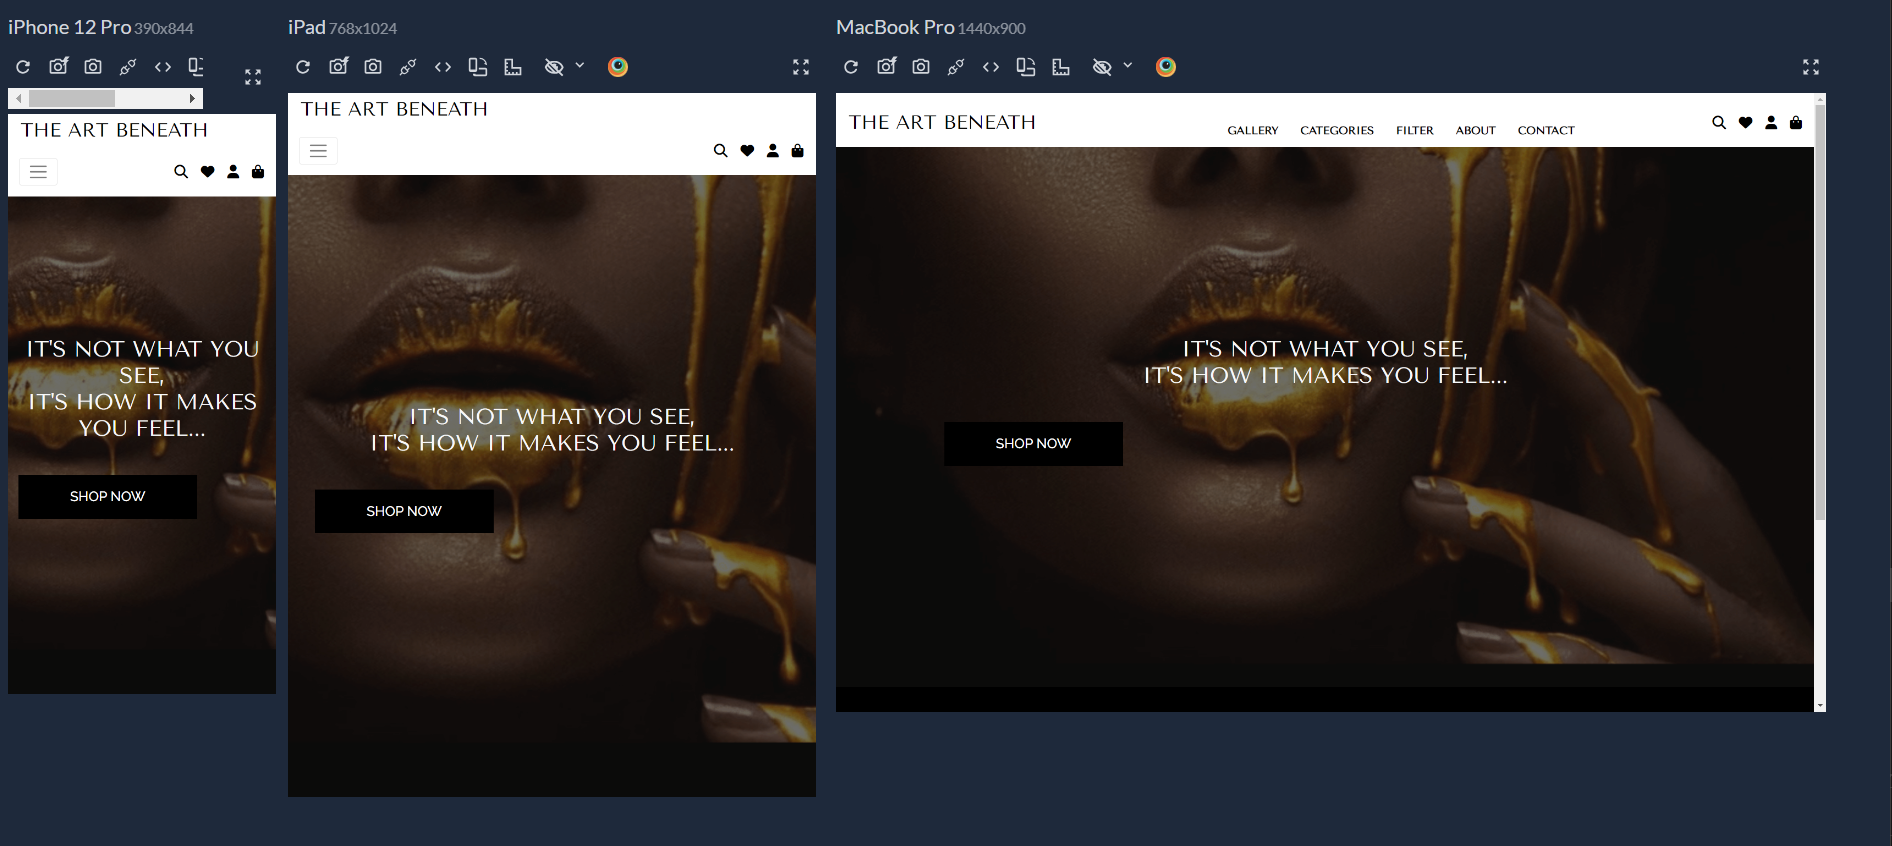 iPhone 12 Pro 390x844
THE ART BENEATH
IT'S NOT WHAT YOU
SEE,
IT'S HOW IT MAKES
YOU FEEL...
SHOP NOW
iPad 768x1024
THE ART BENEATH
IT'S NOT WHAT YOU SEE,
IT'S HOW IT MAKES YOU FEEL...
SHOP NOW
MacBook Pro 1440x900
THE ART BENEATH
GALLERY CATEGORIES FILTER ABOUT CONTACT
IT'S NOT WHAT YOU SEE,
IT'S HOW IT MAKES YOU FEEL...
SHOP NOW